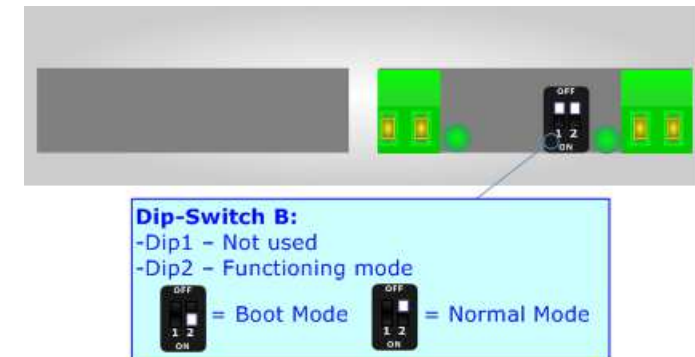 OFF
1 2
ON
Dip-Switch B:
-Dip1 – Not used
-Dip2 – Functioning mode
OFF
1 2
ON
= Boot Mode
OFF
1 2
ON
= Normal Mode